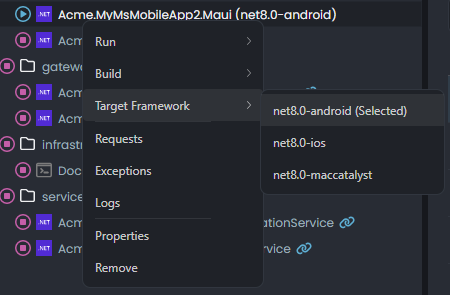 .NET Acme.MyMsMobileApp2.Maui (net8.0-android)
.NET Acm
Run
gatew
Build
.NET Acm
Target Framework
net8.0-android (Selected)
.NET Acm
infrastr
Requests
net8.0-ios
Doc
Exceptions
net8.0-maccatalyst
service
Logs
.NET Acm
ationService
Properties
.NET Acm
vice
Remove